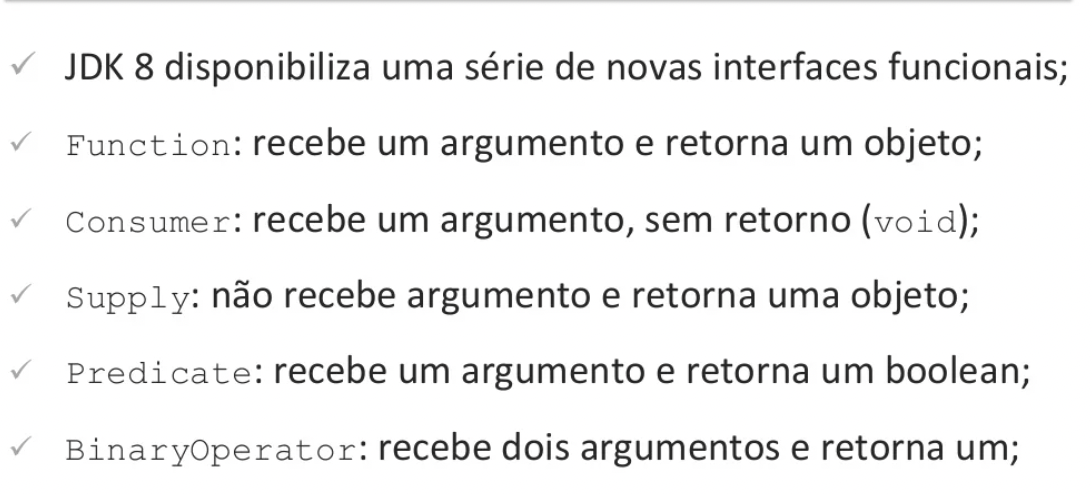 ✓ JDK 8 disponibiliza uma série de novas interfaces funcionais;
✓ Function: recebe um argumento e retorna um objeto;
✓ Consumer: recebe um argumento, sem retorno (void);
✓ Supply: não recebe argumento e retorna uma objeto;
✓ Predicate: recebe um argumento e retorna um boolean;
✓ BinaryOperator: recebe dois argumentos e retorna um;